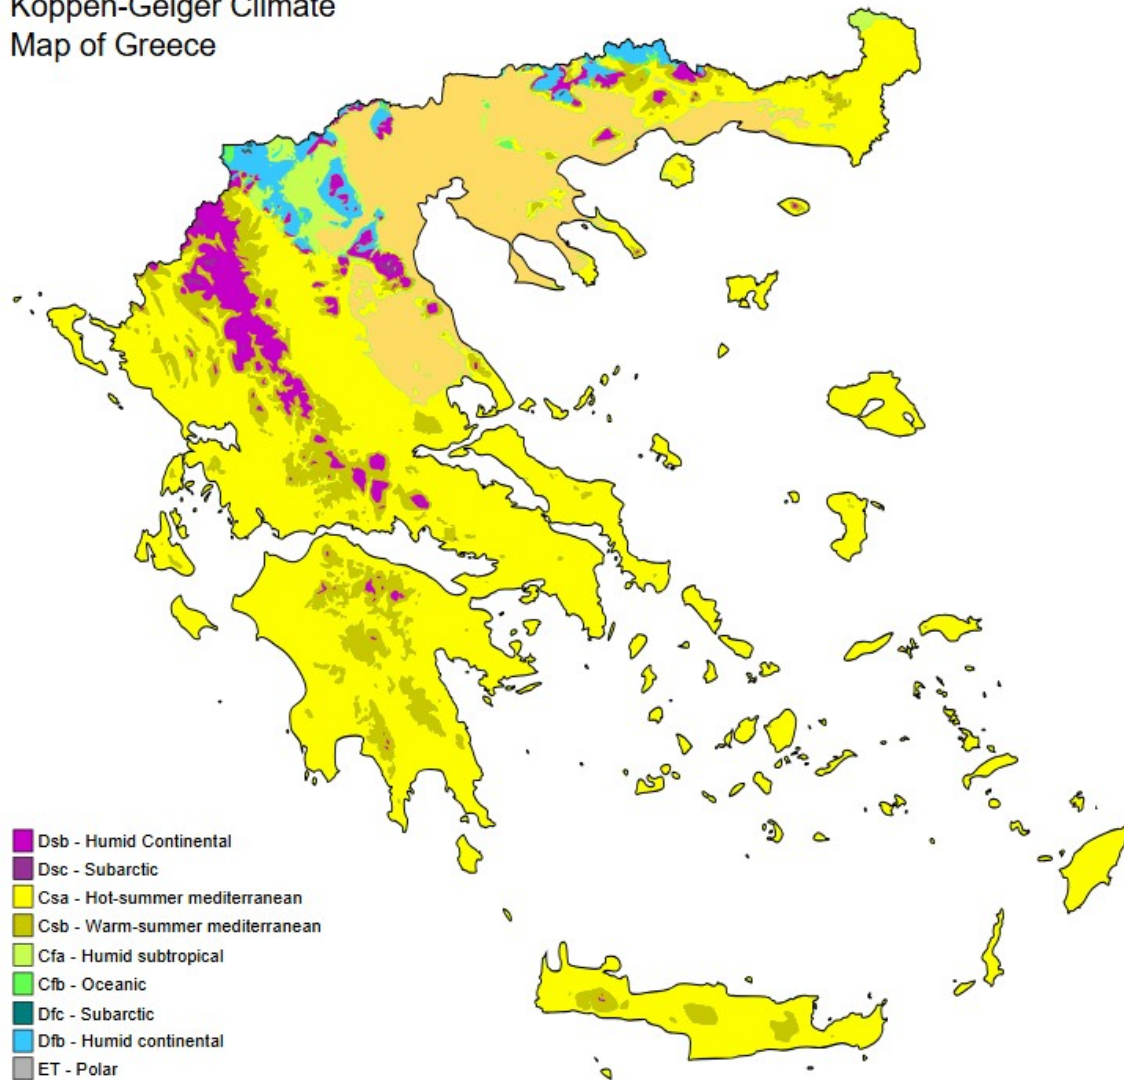 Koppen-Geiger Climate
Map of Greece
Dsb - Humid Continental
Dsc - Subarctic
Csa - Hot-summer mediterranean
Csb - Warm-summer mediterranean
Cfa - Humid subtropical
Cfb - Oceanic
Dfc - Subarctic
Dfb - Humid continental
ET - Polar